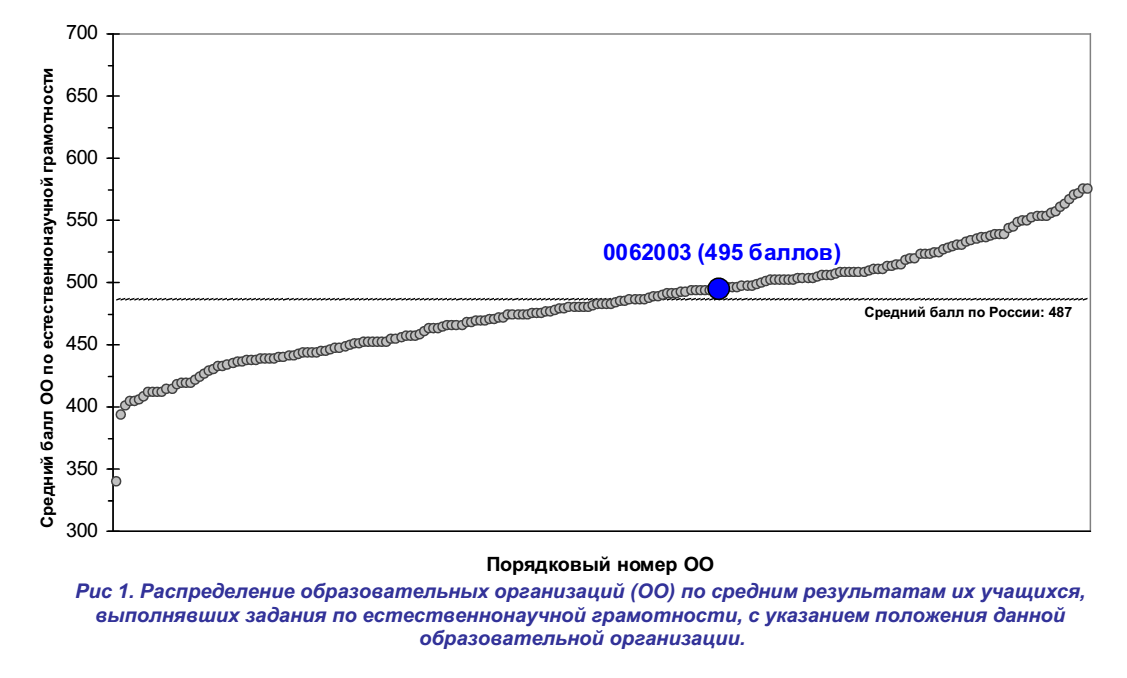 700
650
600
550
500
450
400
350
300
Средний балл ОО по естественнонаучной грамотности
0062003 (495 баллов)
Средний балл по России: 487
Порядковый номер ОО
Рис 1. Распределение образовательных организаций (ОО) по средним результатам их учащихся,
выполнявших задания по естественнонаучной грамотности, с указанием положения данной
образовательной организации.